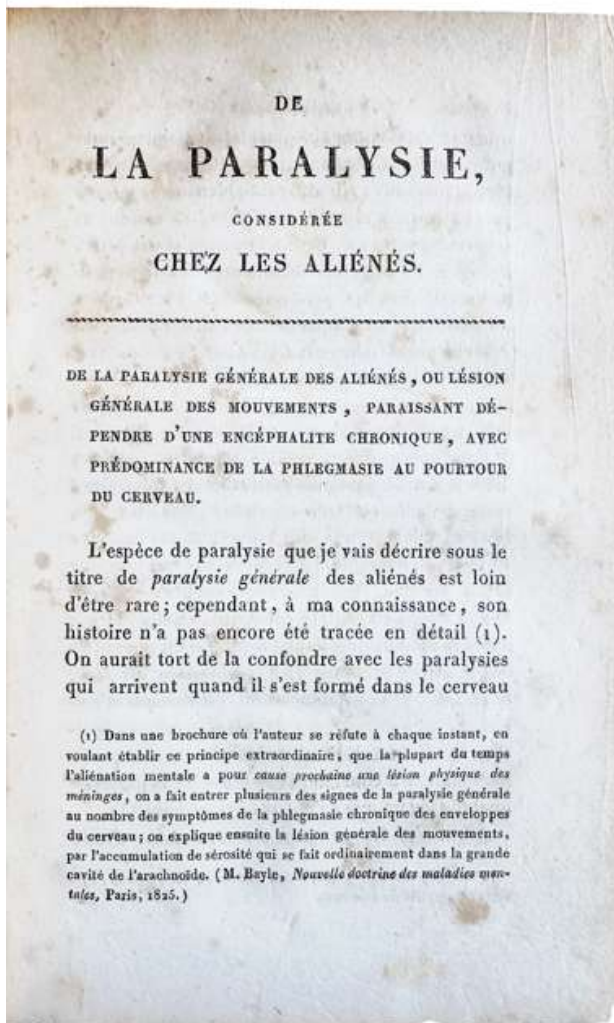 DE
LA PARALYSIE,
CONSIDÉRÉE
CHEZ LES ALIÉNÉS.
DE LA PARALYSIE GÉNÉRALE DES ALIÉNÉS, OU LÉSION
GÉNÉRALE DES MOUVEMENTS, PARAISSANT DÉ-
PENDRE D'UNE ENCÉPHALITE CHRONIQUE, AVEC
PRÉDOMINANCE DE LA PHLEGMASIE AU POURTOUR
DU CERVEAU.
L'espèce de paralysie que je vais décrire sous le
titre de paralysie générale des aliénés est loin
d'être rare; cependant, à ma connaissance, son
histoire n'a pas encore été tracée en détail (1).
On aurait tort de la confondre avec les paralysies
qui arrivent quand il s'est formé dans le cerveau
(1) Dans une brochure où l'auteur se réfute à chaque instant, en
voulant établir ce principe extraordinaire, que la plupart du temps
l'aliénation mentale a pour cause prochaine une lésion physique des
méninges, on a fait entrer plusieurs des signes de la paralysie générale
au nombre des symptômes de la phlegmasie chronique des enveloppes
du cerveau; on explique ensuite la lésion générale des mouvements,
par l'accumulation de sérosité qui se fait ordinairement dans la grande
cavité de l'arachnoïde. (M. Bayle, Nouvelle doctrine des maladies men-
tales, Paris, 1825.)